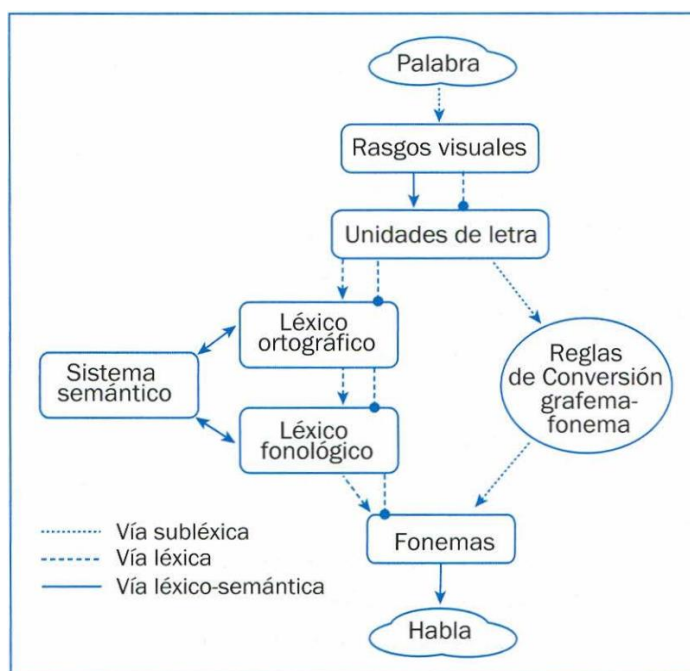 Palabra
Rasgos visuales
Unidades de letra
Léxico
ortográfico
Sistema
semántico
Reglas
de Conversión
grafema-
fonema
Léxico
fonológico
Fonemas
Habla
Vía subléxica
Vía léxica
Vía léxico-semántica